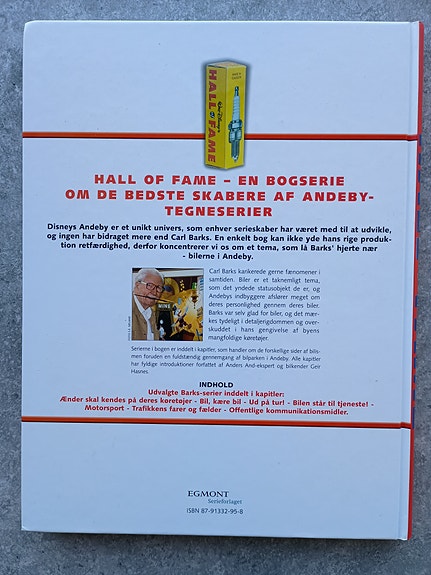 HALL OF FAME
HALL OF FAME – EN BOGSERIE
OM DE BEDSTE SKABERE AF ANDEBY-
TEGNESERIER
Disneys Andeby er et unikt univers, som enhver serieskaber har været med til at udvikle,
og ingen har bidraget mere end Carl Barks. En enkelt bog kan ikke yde hans rige produk-
tion retfærdighed, derfor koncentrerer vi os om et tema, som lå Barks' hjerte nær
- bilerne i Andeby.
Carl Barks karikerede gerne fænomener i
samtiden. Biler er et taknemligt tema,
som det yndede statusobjekt de er, og
Andebys indbyggere afslører meget om
deres personlighed gennem deres biler.
Barks var selv glad for biler, og det mær-
kes tydeligt i detaljerigdommen og over-
skuddet i hans gengivelse af byens
mangfoldige køretøjer.
Serierne i bogen er inddelt i kapitler, som handler om de forskellige sider af bilis-
men foruden en fuldstændig gennemgang af bilparken i Andeby. Alle kapitler
har fyldige introduktioner forfattet af Anders And-ekspert og bilkender Geir
Hasnes.
INDHOLD
Udvalgte Barks-serier inddelt i kapitler:
Ænder skal kendes på deres køretøjer - Bil, kære bil - Ud på tur! - Bilen står til tjeneste! -
Motorsport - Trafikkens farer og fælder - Offentlige kommunikationsmidler.
EGMONT
Serieforlaget
ISBN 87-91332-95-8